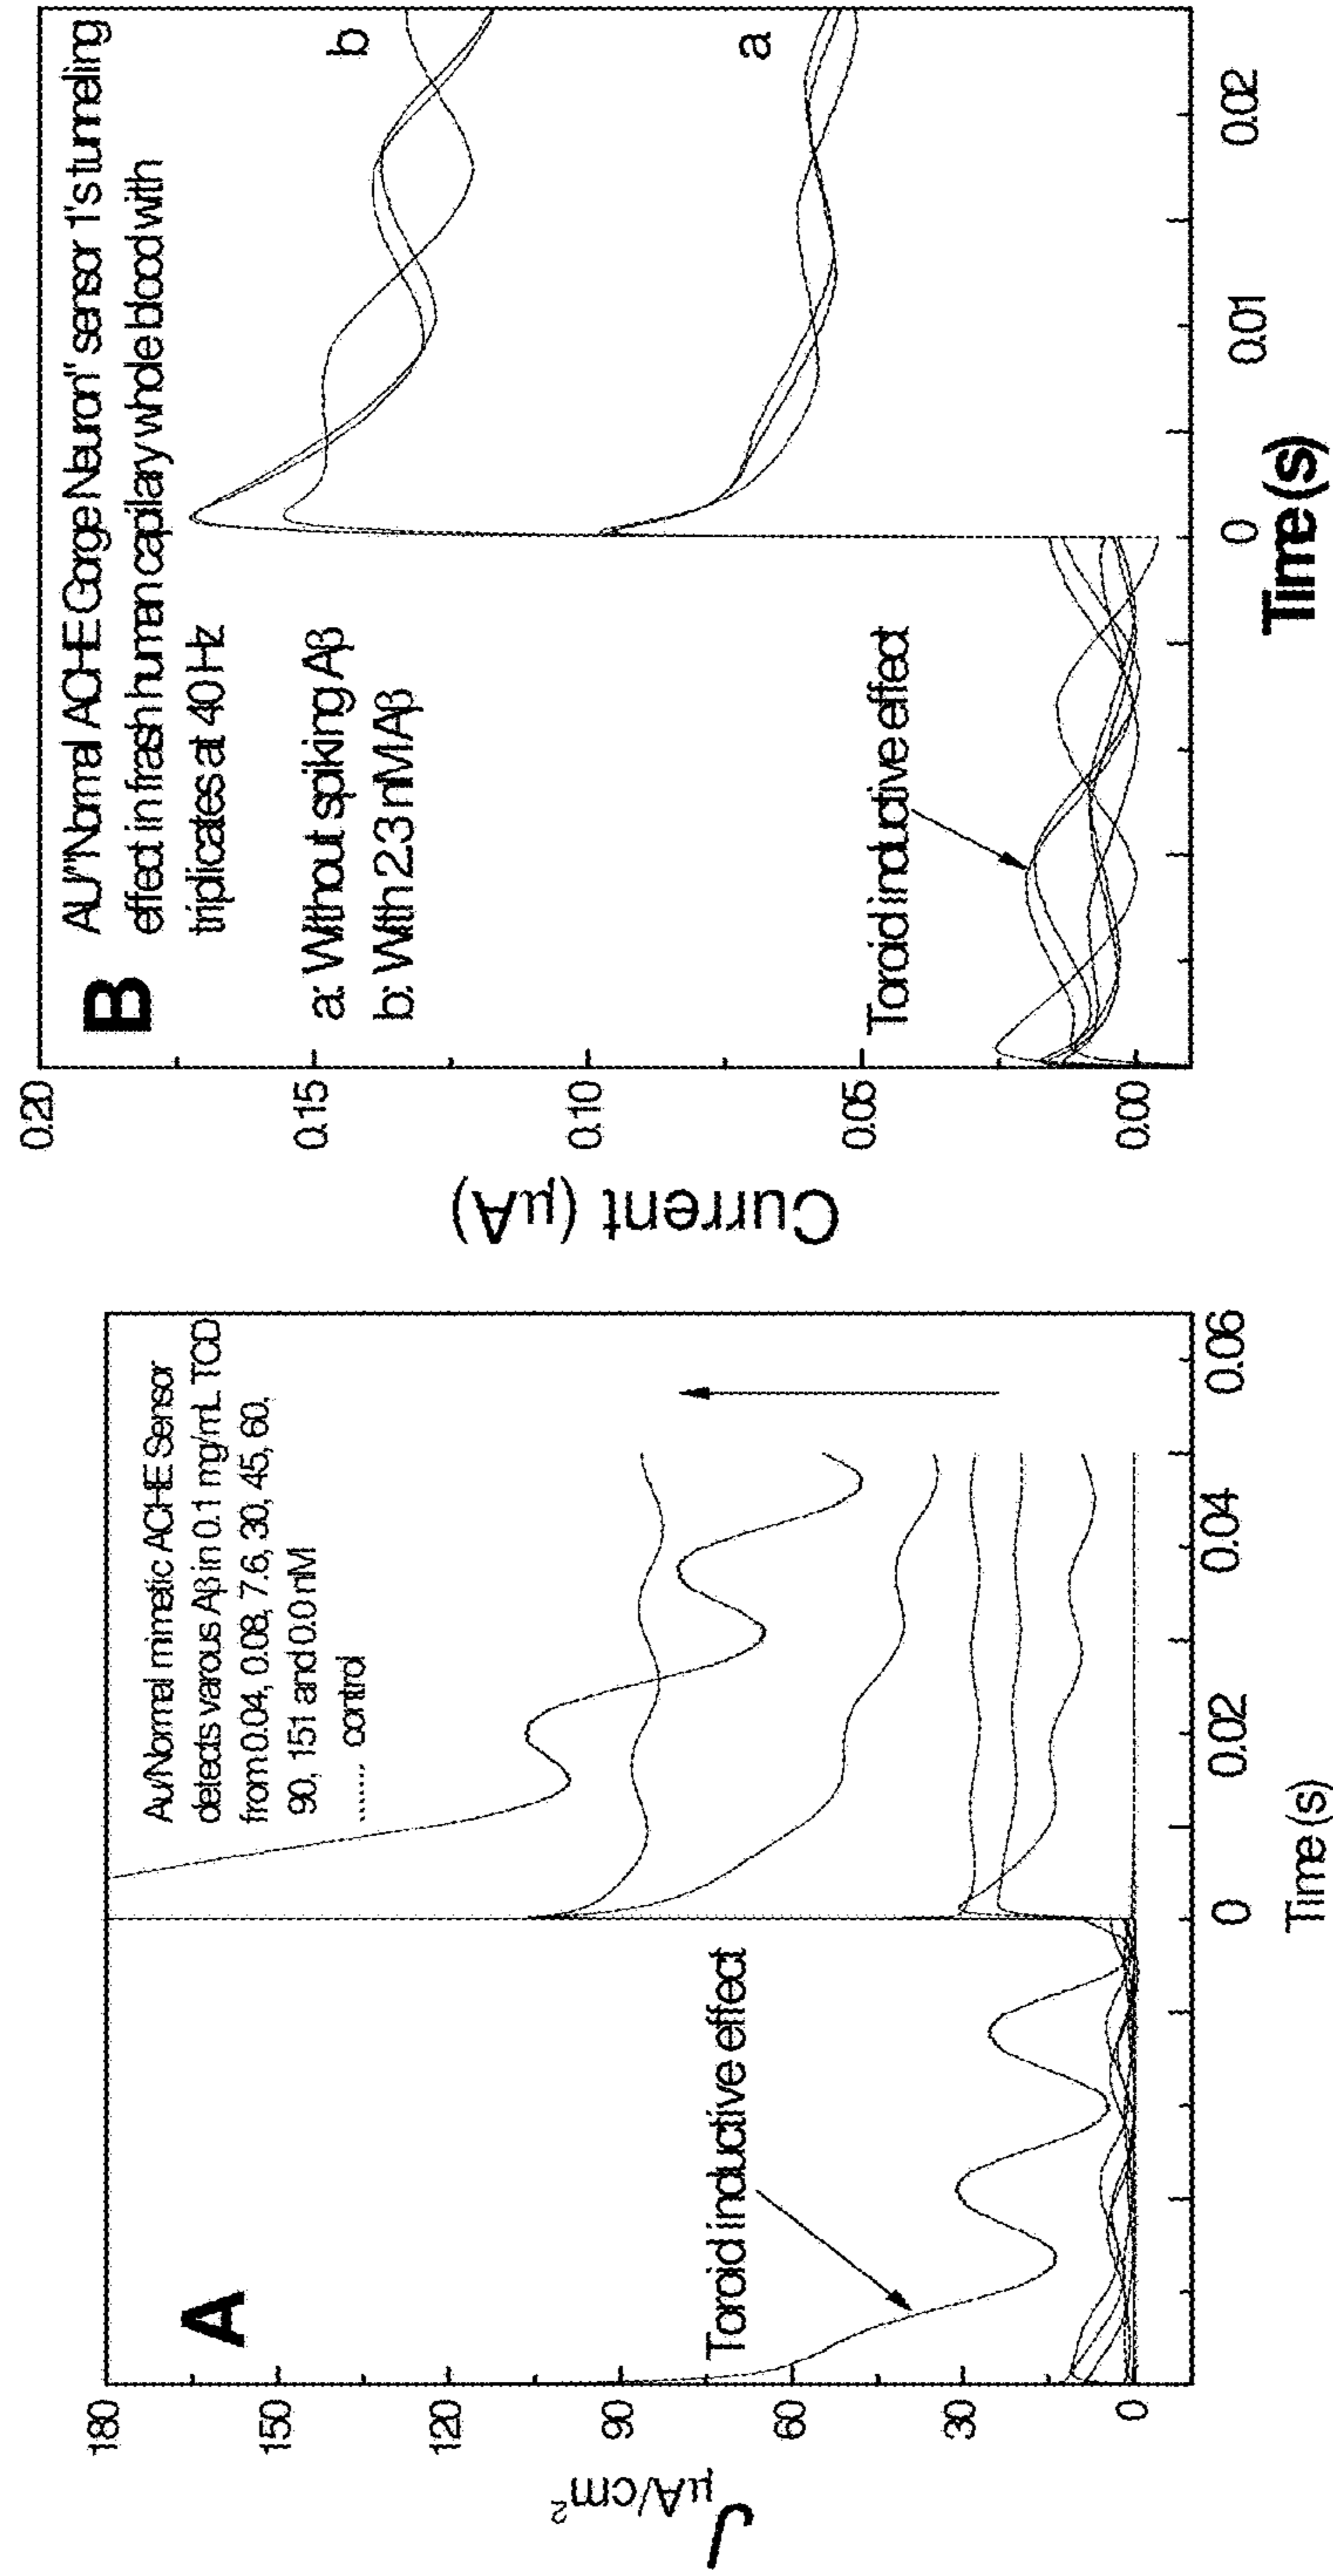 A
Au/Normal mimetic ACHE Sensor
detects varous Aβ in 0.1 mg/mL TCD
from 0.04, 0.08, 7.6, 30, 45, 60,
90, 151 and 0.0 nM
...... control
Toroid inductive effect
180
150
120
90
60
30
0
J μA/cm²
0
0.02
0.04
0.06
Time (s)
B
AU/"Normal ACHE Gorge Neuron" sensor 1's tunneling
effect in frash human capilary whole blood with
triplicates at 40 Hz
a: Without spiking Aβ
b: With 2.3 nM Aβ
Toroid inductive effect
b
a
0.20
0.15
0.10
0.05
0.00
Current (μA)
0
0.01
0.02
Time (s)